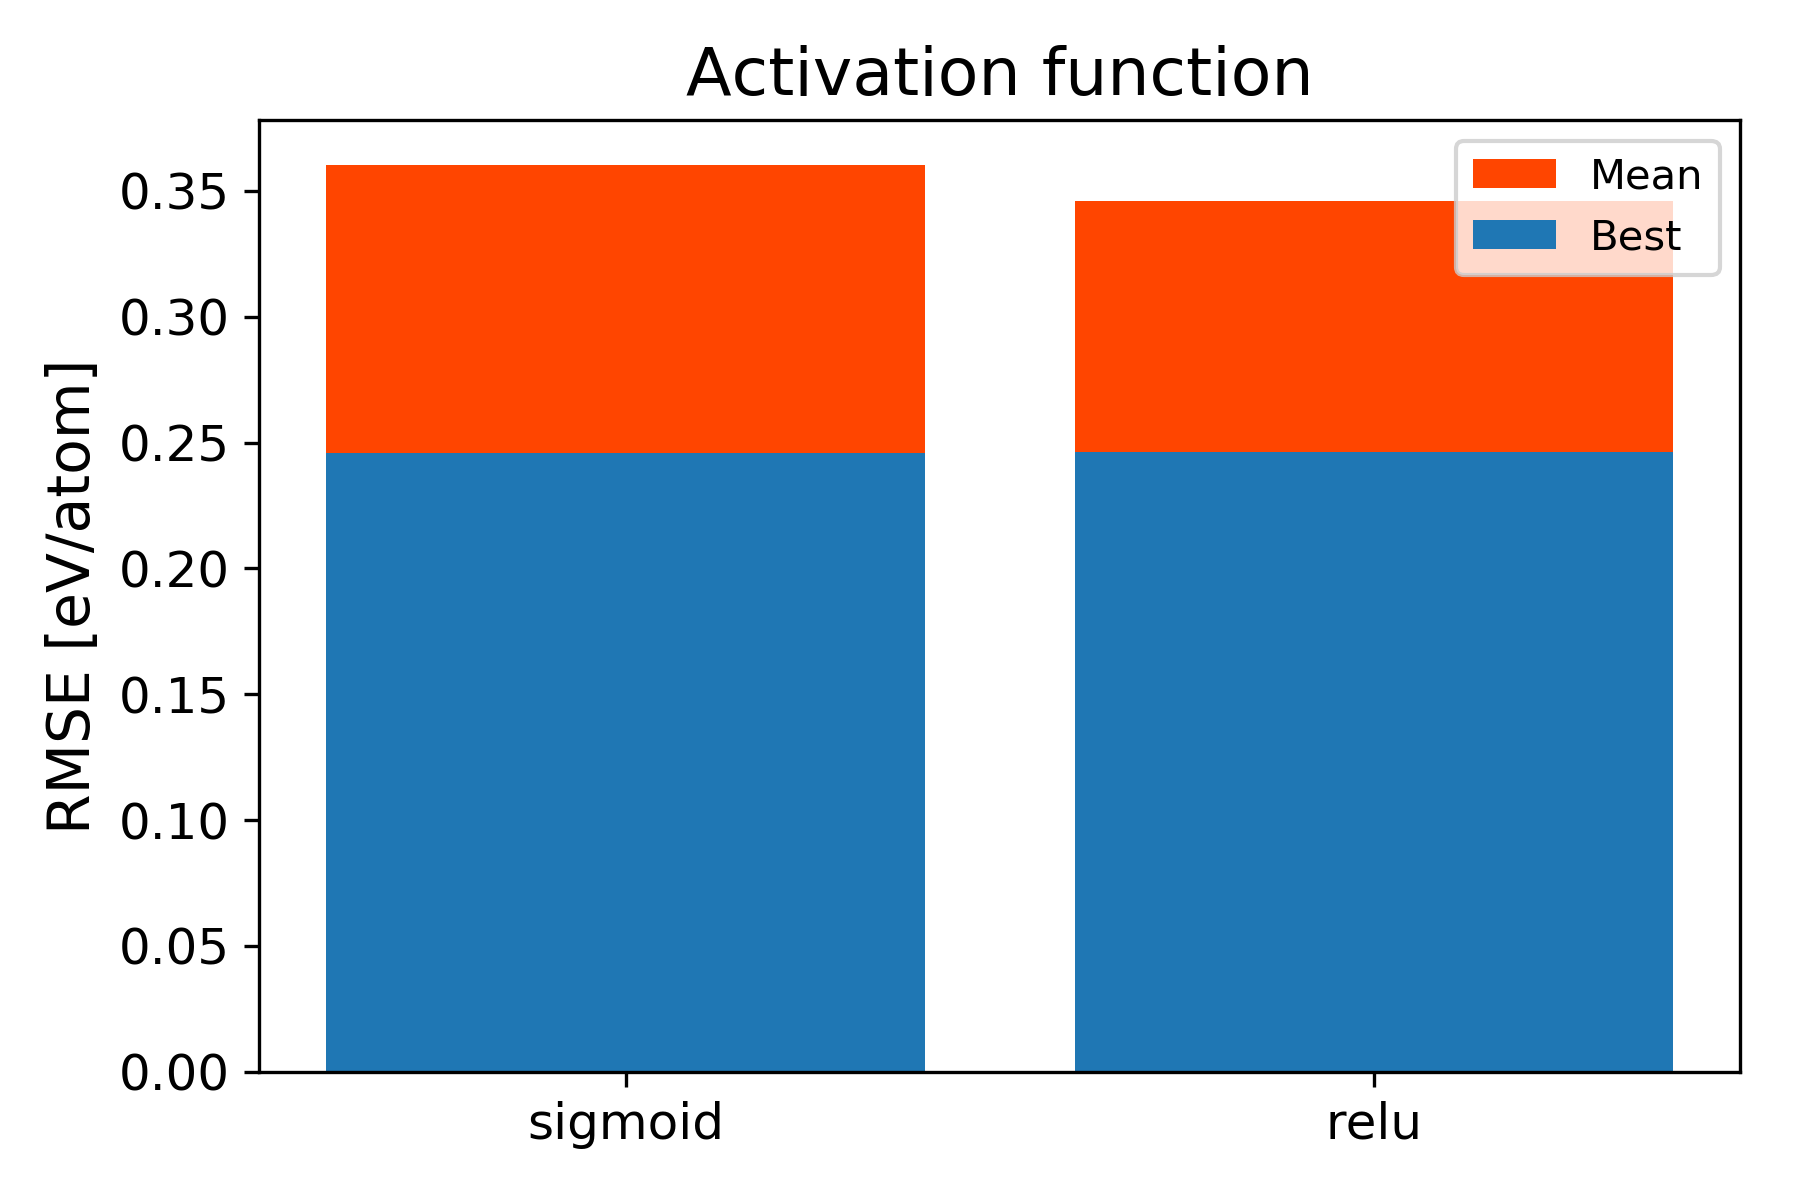 Activation function
Mean
Best
RMSE [eV/atom]
0.35
0.30
0.25
0.20
0.15
0.10
0.05
0.00
sigmoid
relu